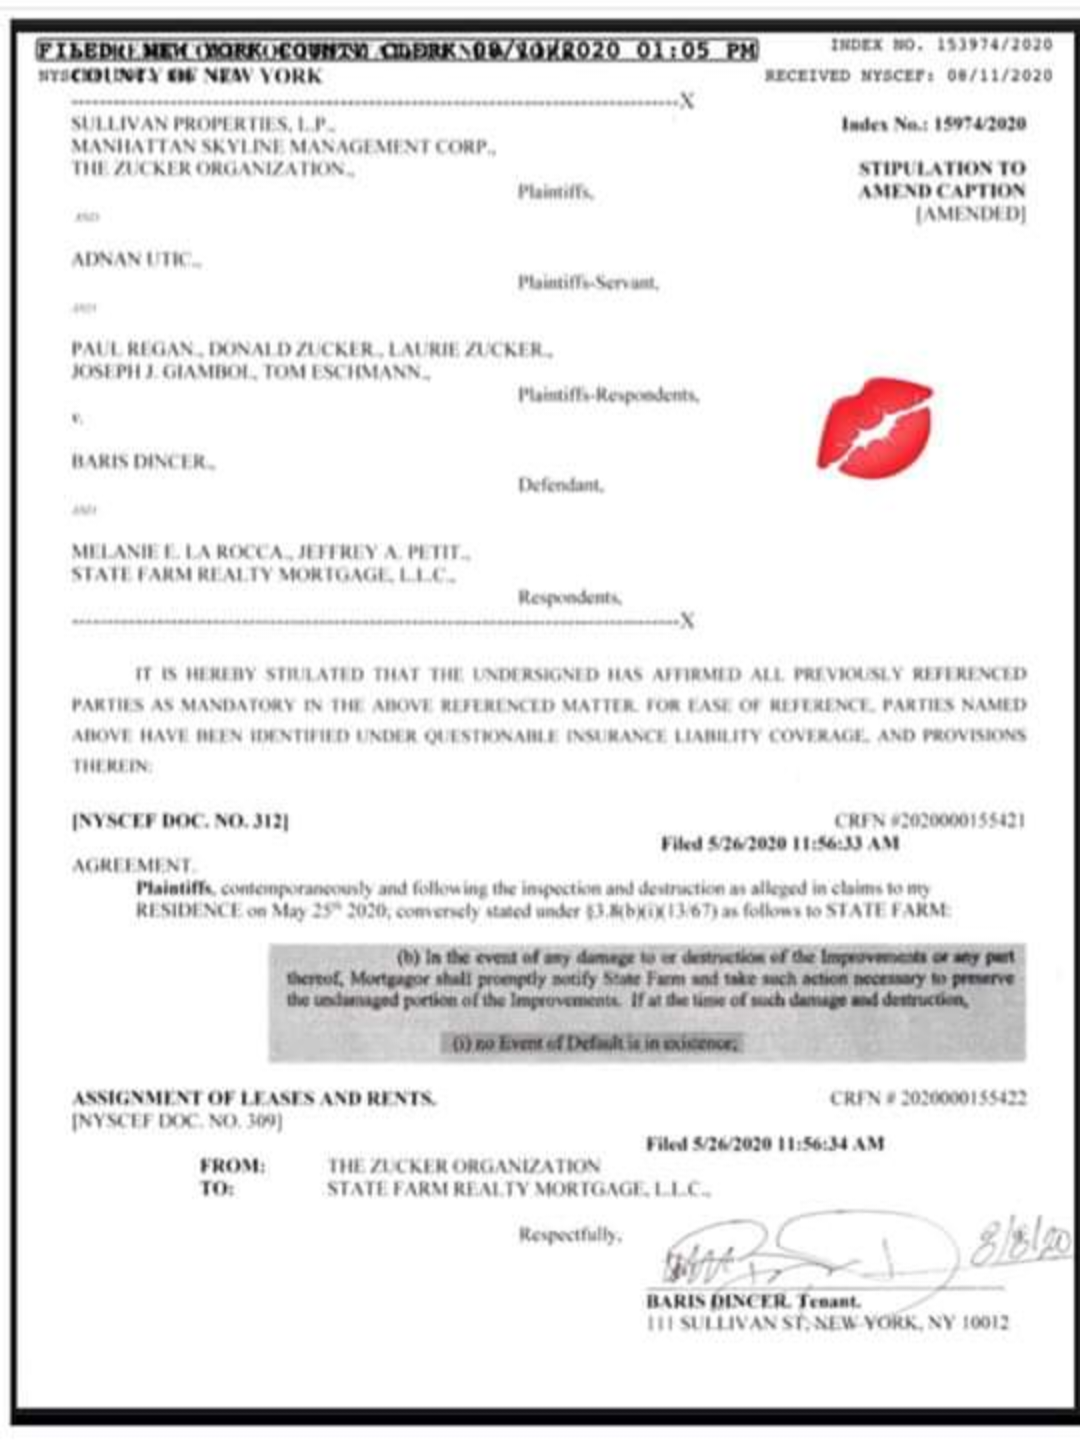 FILED: NEW YORK COUNTY CLERK 08/11/2020 01:05 PM
INDEX NO. 153974/2020
COUNTY OF NEW YORK
RECEIVED NYSCEF: 08/11/2020
X
SULLIVAN PROPERTIES, L.P.,
MANHATTAN SKYLINE MANAGEMENT CORP.,
THE ZUCKER ORGANIZATION.,
Index No.: 15974/2020
STIPULATION TO
AMEND CAPTION
[AMENDED]
Plaintiffs,
AND
ADNAN UTIC.,
Plaintiffs-Servant,
AND
PAUL REGAN., DONALD ZUCKER., LAURIE ZUCKER.,
JOSEPH J. GIAMBOI., TOM ESCHMANN.,
Plaintiffs-Respondents,
v.
BARIS DINCER.,
Defendant,
AND
MELANIE E. LA ROCCA., JEFFREY A. PETIT.,
STATE FARM REALTY MORTGAGE, L.L.C.,
Respondents,
X
IT IS HEREBY STIULATED THAT THE UNDERSIGNED HAS AFFIRMED ALL PREVIOUSLY REFERENCED
PARTIES AS MANDATORY IN THE ABOVE REFERENCED MATTER. FOR EASE OF REFERENCE, PARTIES NAMED
ABOVE HAVE BEEN IDENTIFIED UNDER QUESTIONABLE INSURANCE LIABILITY COVERAGE, AND PROVISIONS
THEREIN:
[NYSCEF DOC. NO. 312]
CRFN #2020000155421
Filed 5/26/2020 11:56:33 AM
AGREEMENT.
Plaintiffs, contemporaneously and following the inspection and destruction as alleged in claims to my
RESIDENCE on May 25th 2020; conversely stated under §3.8(b)(i)(13/67) as follows to STATE FARM:
(b) In the event of any damage to or destruction of the Improvements or any part
thereof, Mortgagor shall promptly notify State Farm and take such action necessary to preserve
the undamaged portion of the Improvements. If at the time of such damage and destruction,
(i) no Event of Default is in existence;
ASSIGNMENT OF LEASES AND RENTS.
CRFN # 2020000155422
[NYSCEF DOC. NO. 309]
Filed 5/26/2020 11:56:34 AM
FROM: THE ZUCKER ORGANIZATION
TO: STATE FARM REALTY MORTGAGE, L.L.C.,
Respectfully,
8/8/20
BARIS DINCER. Tenant.
111 SULLIVAN ST, NEW YORK, NY 10012